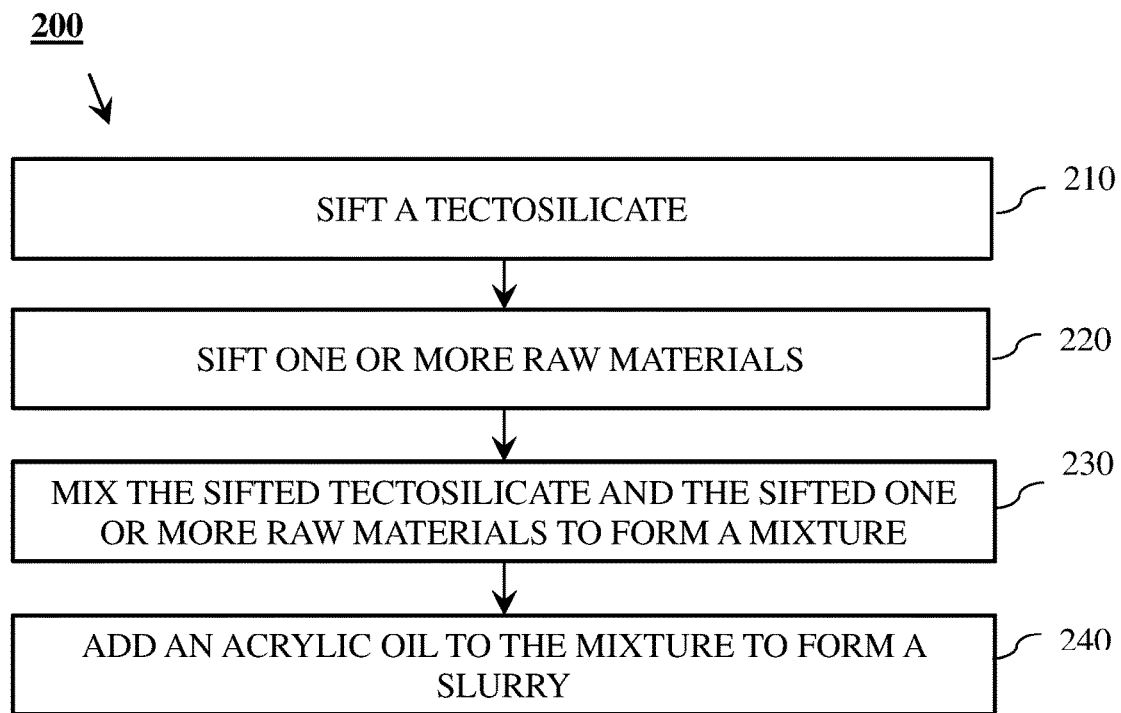 200
SIFT A TECTOSILICATE
210
SIFT ONE OR MORE RAW MATERIALS
220
MIX THE SIFTED TECTOSILICATE AND THE SIFTED ONE
OR MORE RAW MATERIALS TO FORM A MIXTURE
230
ADD AN ACRYLIC OIL TO THE MIXTURE TO FORM A
SLURRY
240